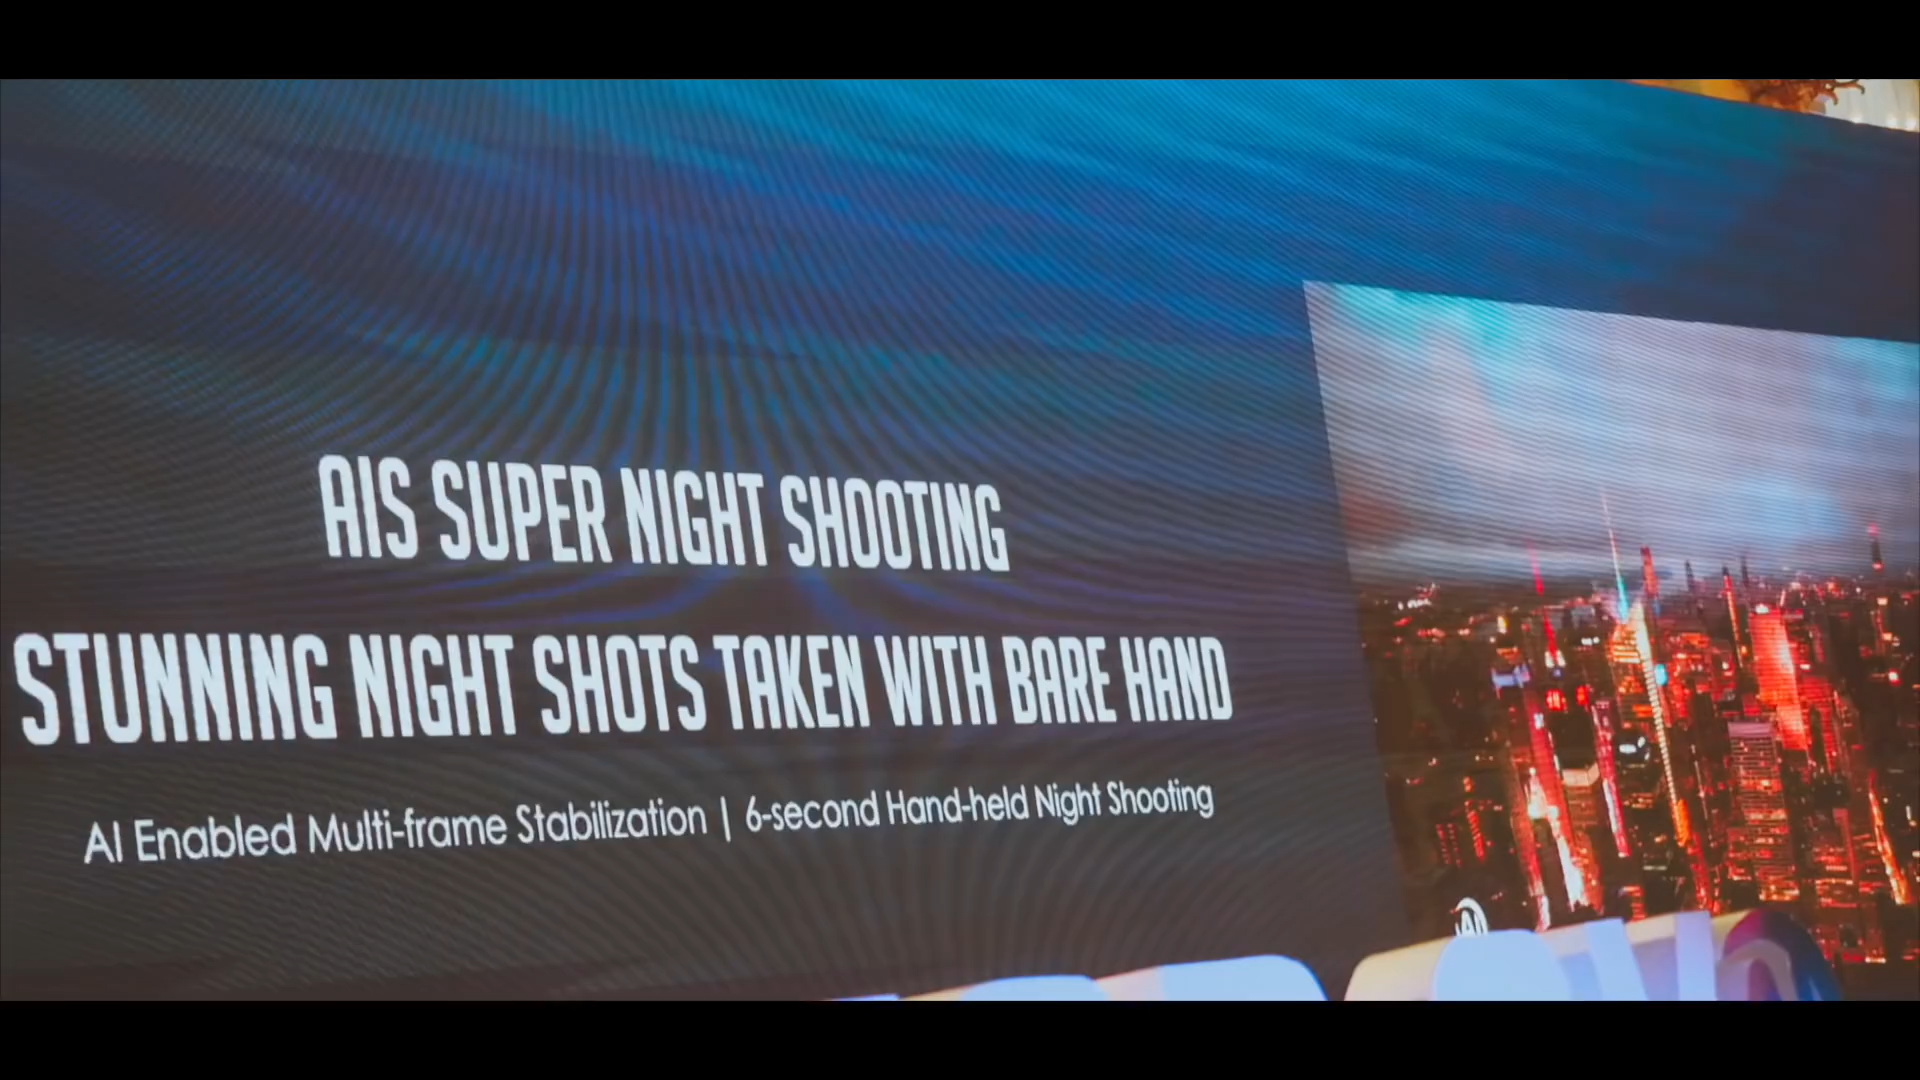 AIS SUPER NIGHT SHOOTING
STUNNING NIGHT SHOTS TAKEN WITH BARE HAND
AI Enabled Multi-frame Stabilization | 6-second Hand-held Night Shooting
AI